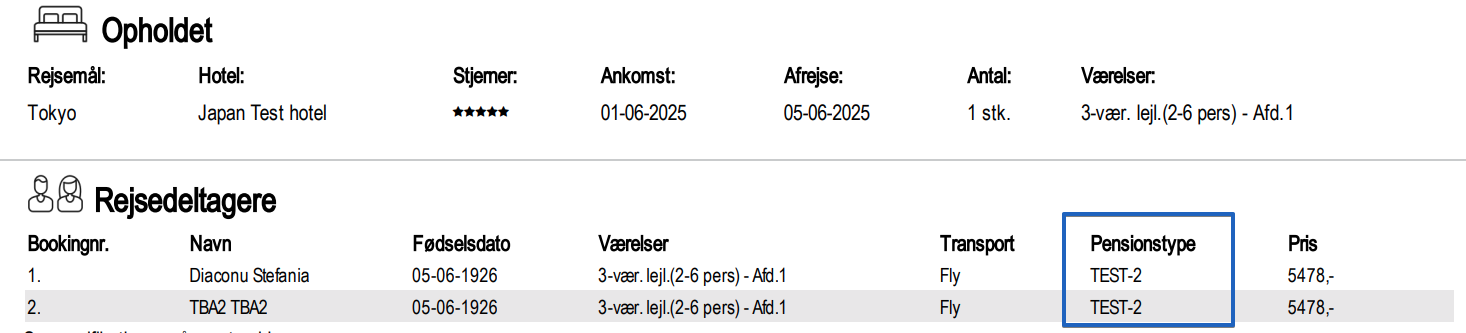 Opholdet
Rejsemål: Hotel: Stjerner: Ankomst: Afrejse: Antal: Værelser:
Tokyo Japan Test hotel ★★★★★ 01-06-2025 05-06-2025 1 stk. 3-vær. lejl.(2-6 pers) - Afd.1
Rejsedeltagere
Bookingnr. Navn Fødselsdato Værelser Transport Pensionstype Pris
1. Diaconu Stefania 05-06-1926 3-vær. lejl.(2-6 pers) - Afd.1 Fly TEST-2 5478,-
2. TBA2 TBA2 05-06-1926 3-vær. lejl.(2-6 pers) - Afd.1 Fly TEST-2 5478,-